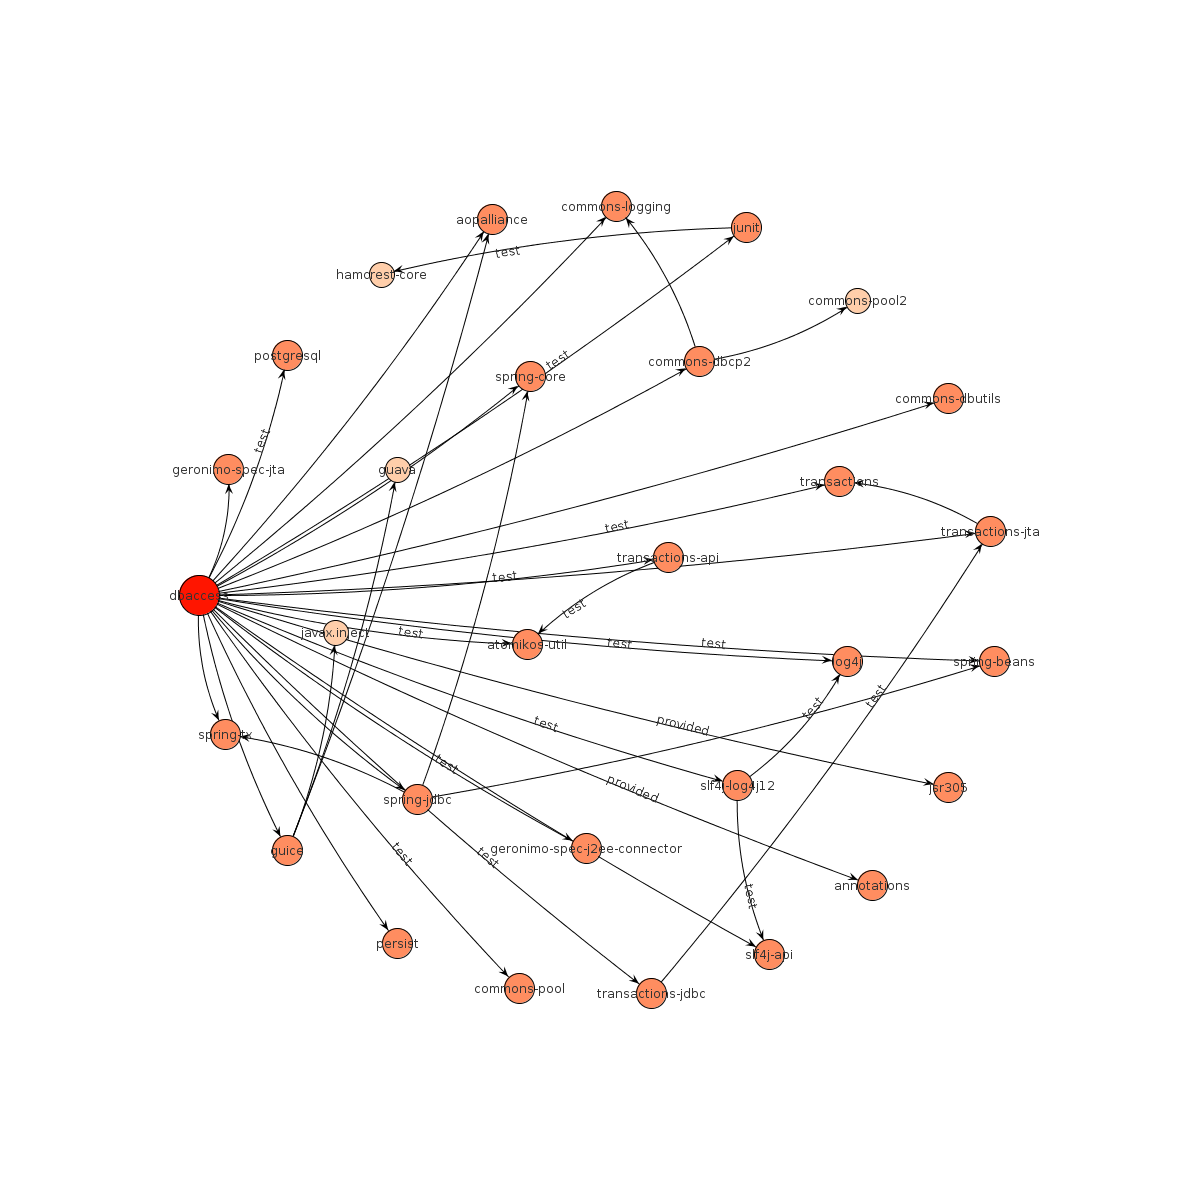 commons-logging
aopalliance
junit
test
hamcrest-core
commons-pool2
postgresql
test
commons-dbcp2
spring-core
commons-dbutils
test
geronimo-spec-jta
guava
transactions
test
transactions-jta
transactions-api
test
dbaccess
test
javax.inject
test
atomikos-util
test
test
log4j
spring-beans
test
test
provided
test
spring-tx
test
provided
slf4j-log4j12
jsr305
spring-jdbc
guice
test
test
geronimo-spec-j2ee-connector
annotations
test
persist
slf4j-api
commons-pool
transactions-jdbc